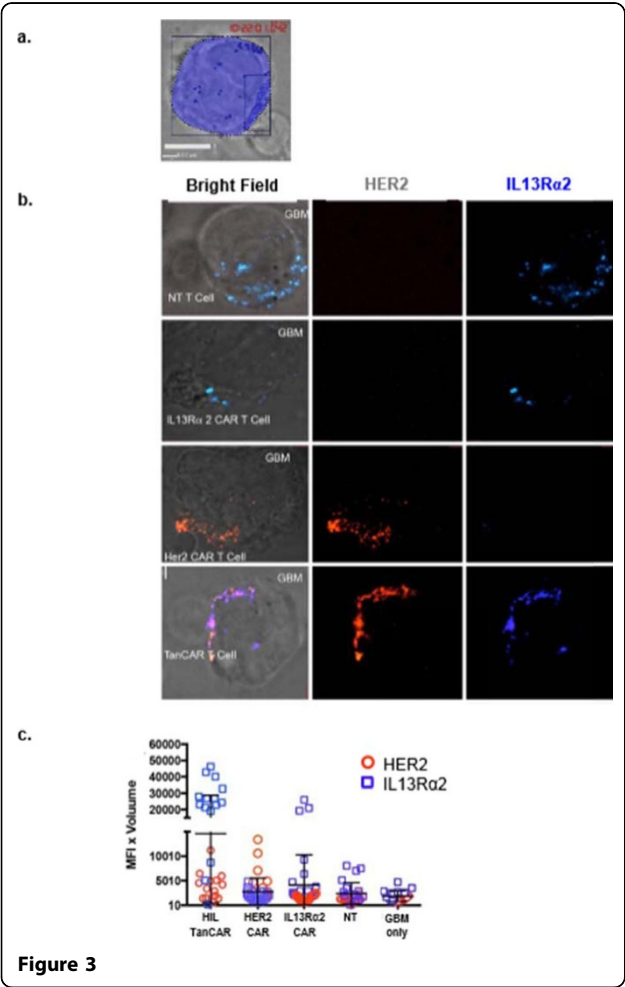 a.
b.
Bright Field
HER2
IL13Rα2
GBM
NT T Cell
GBM
IL13Rα 2 CAR T Cell
GBM
Her2 CAR T Cell
GBM
TanCAR T Cell
c.
MFI x Voluume
60000
50000
40000
30000
20000
10010
5010
10
HER2
IL13Rα2
HIL TanCAR
HER2 CAR
IL13Rα2 CAR
NT
GBM only
Figure 3